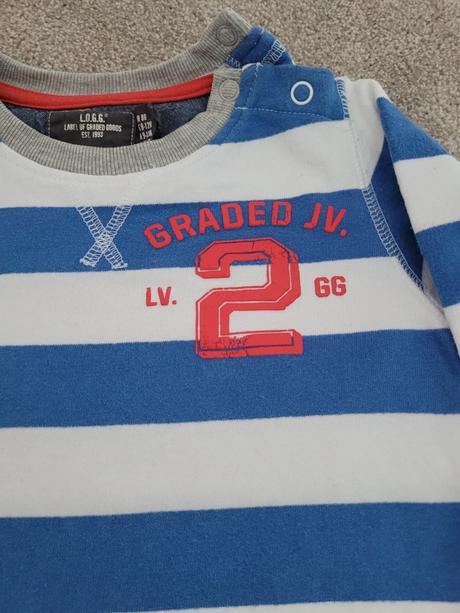 L.O.G.G.®
LABEL OF GRADED GOODS
EST. 1993
GRADED JV.
LV. 2 GG